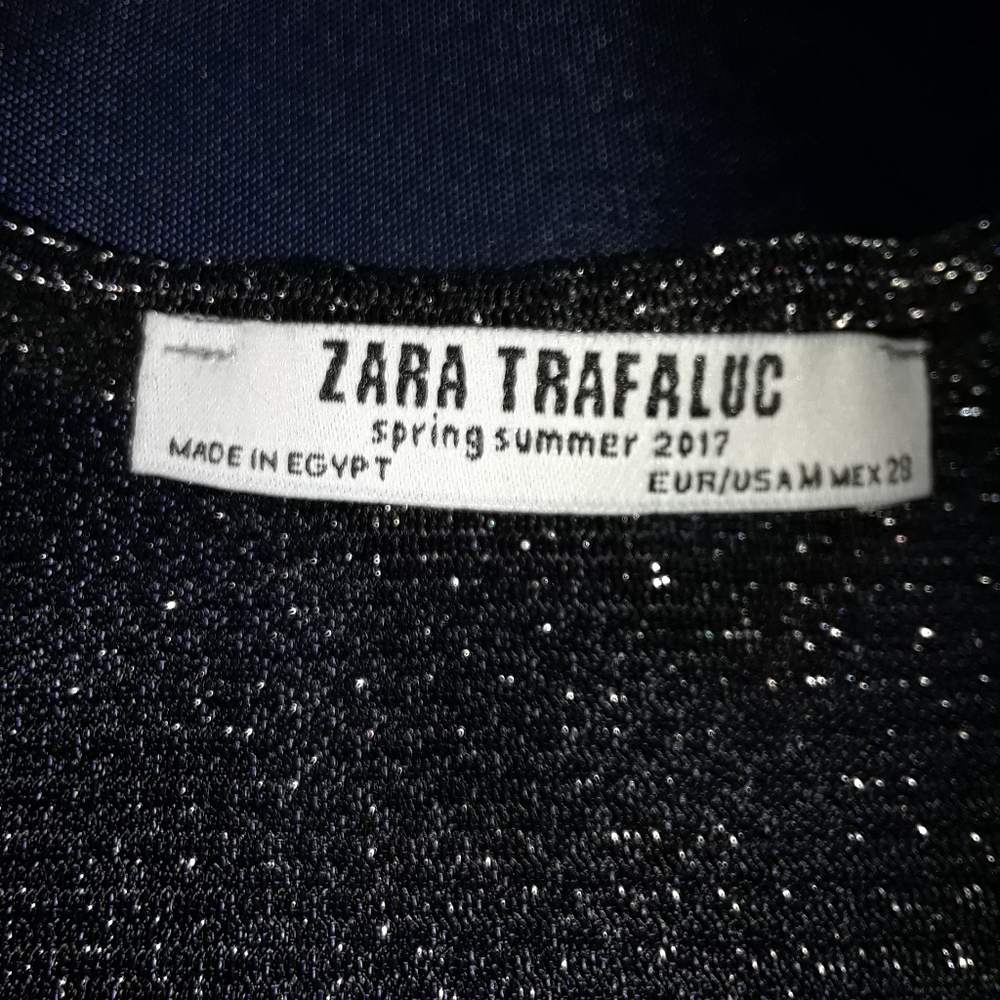 ZARA TRAFALUC
spring summer 2017
MADE IN EGYPT
EUR/USA M MEX 28